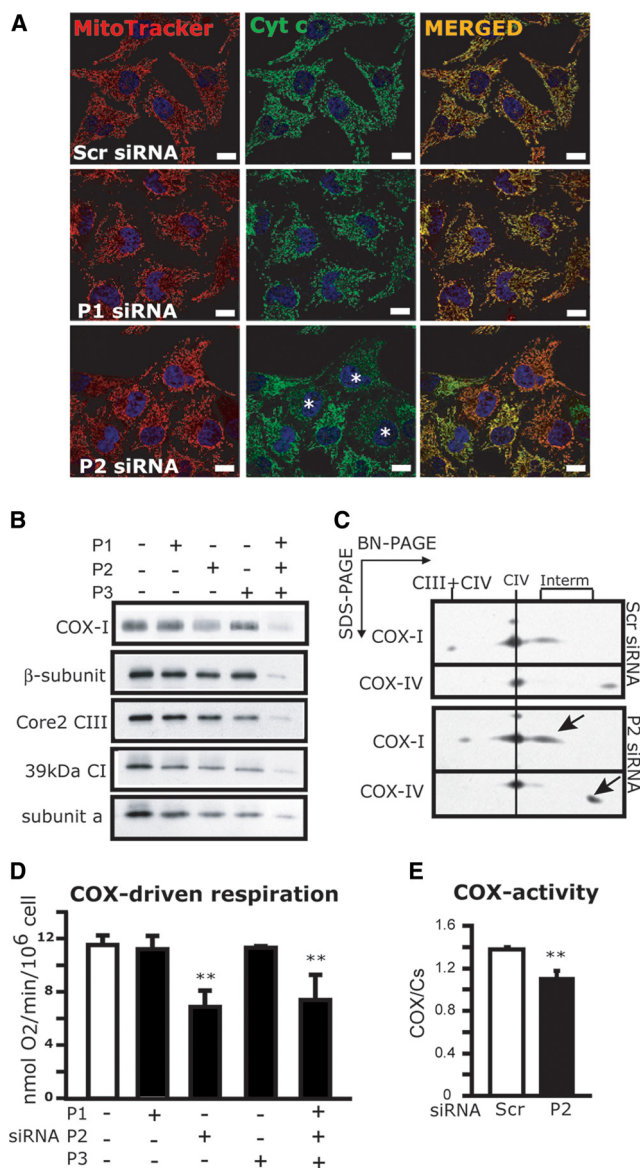 A
MitoTracker Cyt c MERGED
Scr siRNA
P1 siRNA
P2 siRNA
* * *
B
P1 - + - - +
P2 - - + - +
P3 - - - + +
COX-I
β-subunit
Core2 CIII
39kDa CI
subunit a
C
BN-PAGE
SDS-PAGE
CIII+CIV CIV Interm
COX-I
COX-IV
Scr siRNA
COX-I
COX-IV
P2 siRNA
D
COX-driven respiration
nmol O2/min/10⁶ cell
12
8
4
0
** **
P1 - + - - +
siRNA P2 - - + - +
P3 - - - + +
E
COX-activity
COX/Cs
1.6
1.2
.8
.4
0
**
siRNA Scr P2